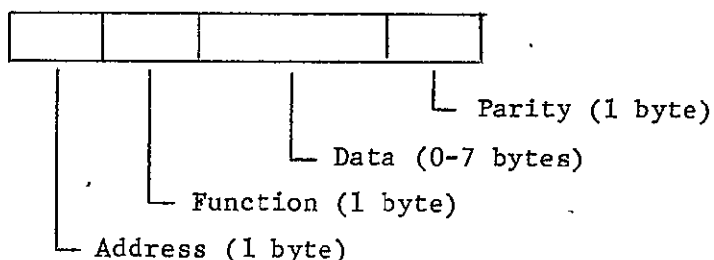 Parity (1 byte)
Data (0-7 bytes)
Function (1 byte)
Address (1 byte)